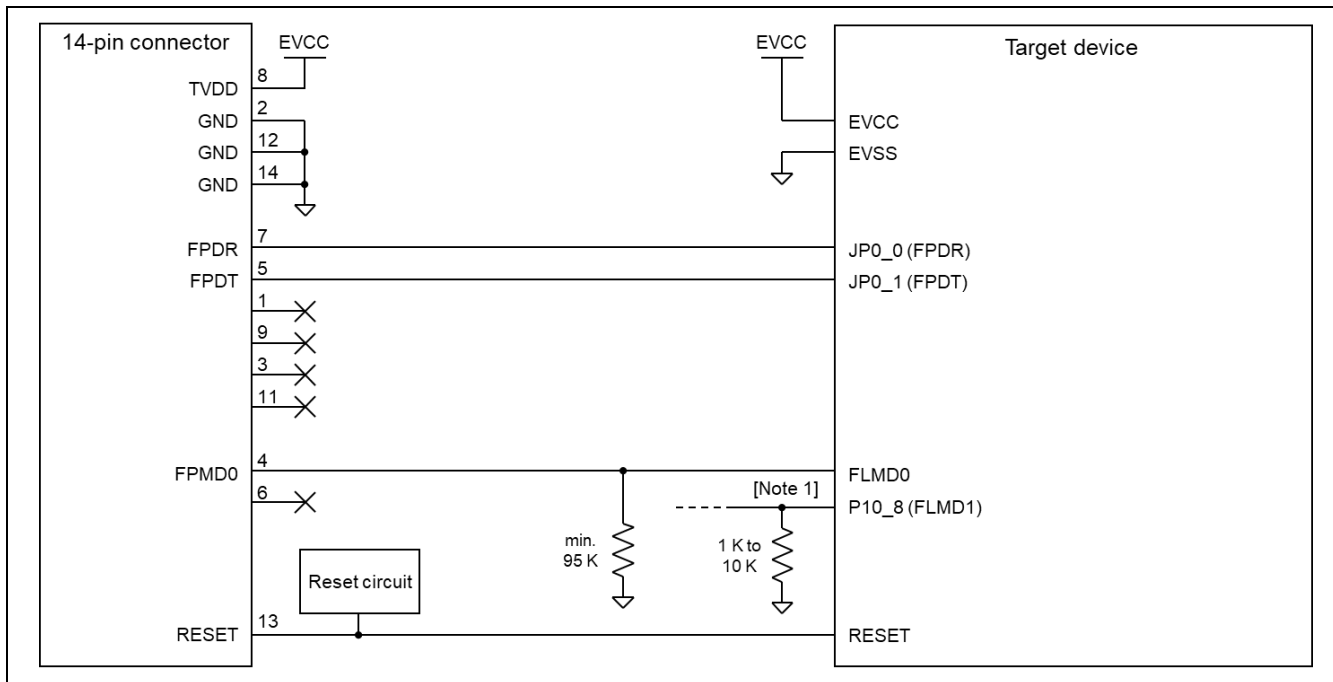 14-pin connector
EVCC
EVCC
Target device
8
TVDD
2
GND
EVCC
12
GND
EVSS
14
GND
7
FPDR
JP0_0 (FPDR)
5
FPDT
JP0_1 (FPDT)
1
9
3
11
4
FPMD0
FLMD0
6
[Note 1]
P10_8 (FLMD1)
min.
95 K
1 K to
10 K
Reset circuit
13
RESET
RESET